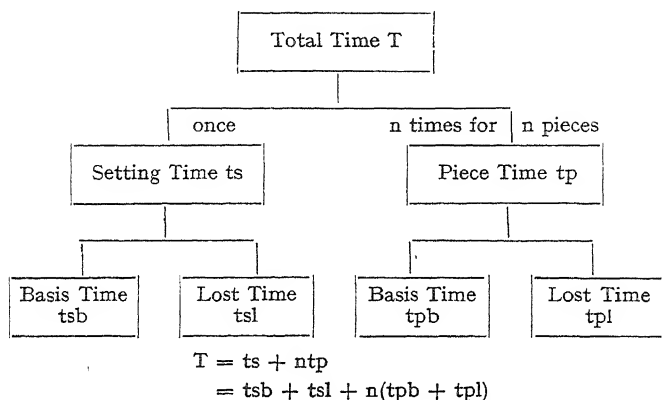 Total Time T
once
n times for n pieces
Setting Time ts
Piece Time tp
Basis Time
tsb
Lost Time
tsl
Basis Time
tpb
Lost Time
tpl
T = ts + ntp
= tsb + tsl + n(tpb + tpl)